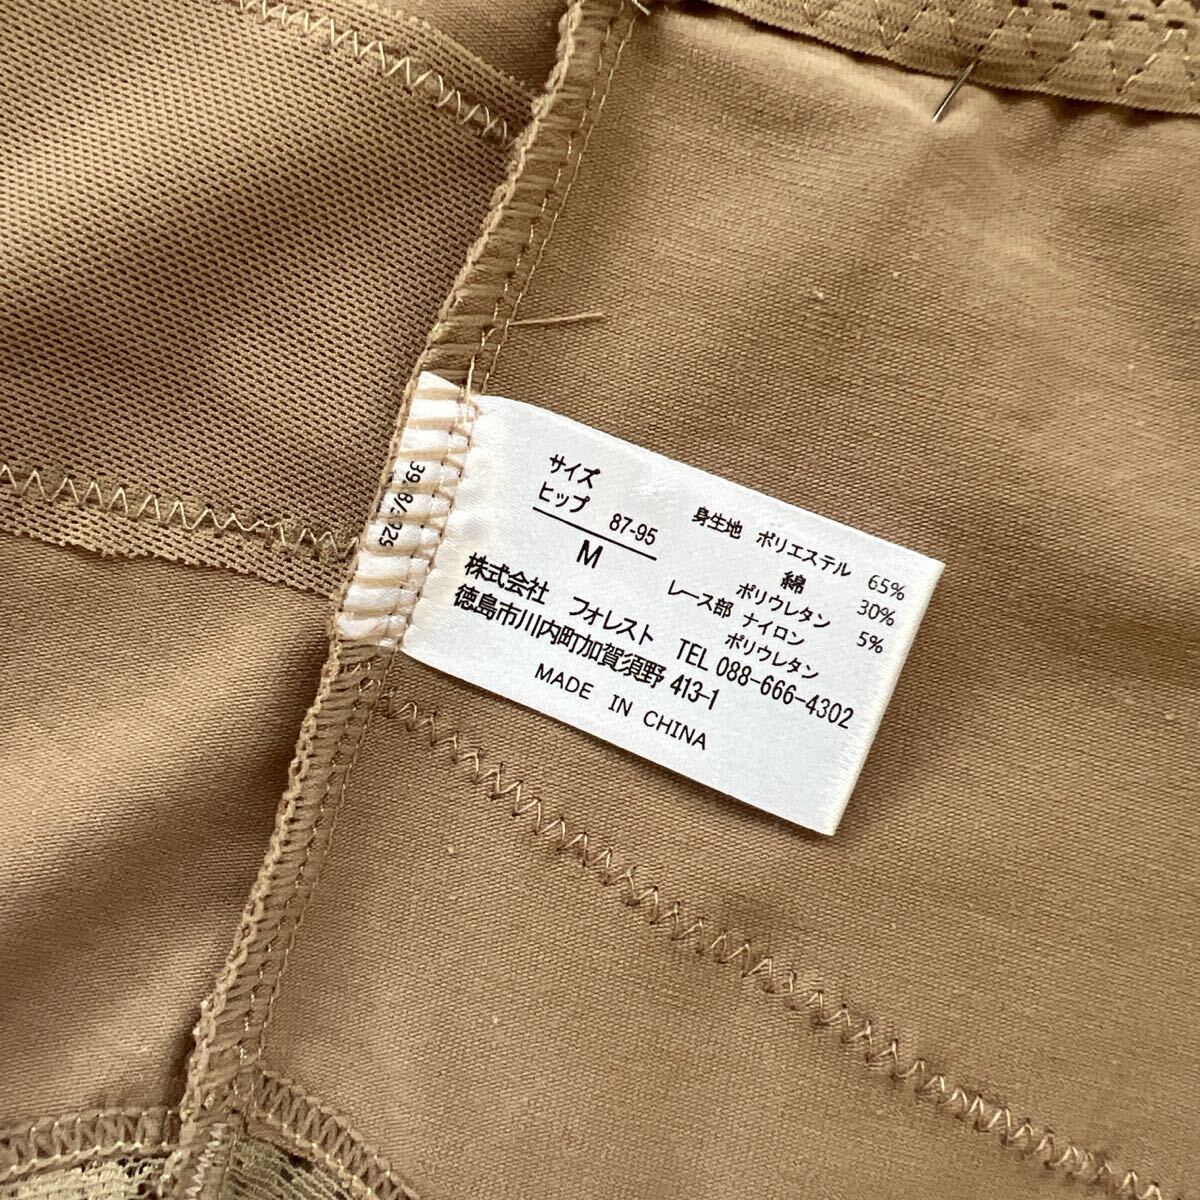 サイズ
ヒップ 87-95
M
身生地 ポリエステル 65%
綿 30%
ポリウレタン 5%
レース部 ナイロン
ポリウレタン
株式会社 フォレスト TEL 088-666-4302
徳島市川内町加賀須野 413-1
MADE IN CHINA